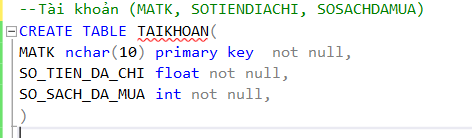 --Tài khoản (MATK, SOTIENDIACHI, SOSACHDAMUA)
CREATE TABLE TAIKHOAN(
MATK nchar(10) primary key  not null,
SO_TIEN_DA_CHI float not null,
SO_SACH_DA_MUA int not null,
)